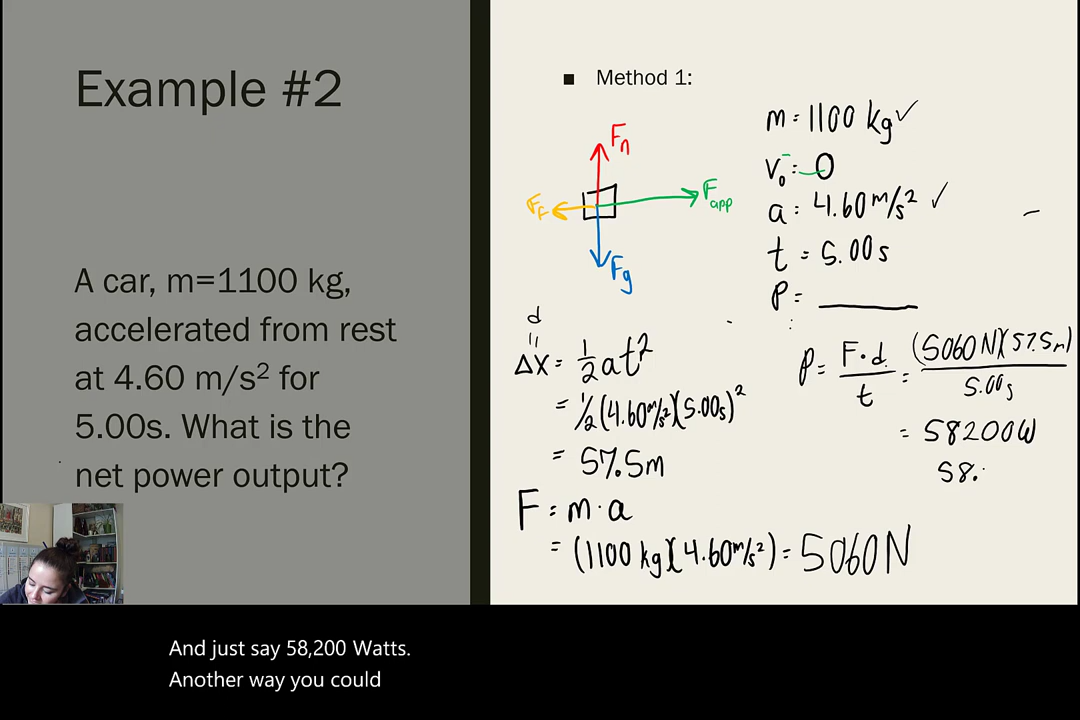 Example #2
A car, m=1100 kg,
accelerated from rest
at 4.60 m/s² for
5.00s. What is the
net power output?
■ Method 1:
Fn
Ff
Fapp
Fg
m = 1100 kg ✓
V₀ = 0
a = 4.60 m/s² ✓
t = 5.00 s
P = ______
d
ΔX = ½at²
= ½(4.60m/s²)(5.00s)²
= 57.5m
F = m·a
= (1100 kg)(4.60m/s²) = 5060N
P = F·d/t = (5060N)(57.5m)/5.00s
= 58200W
58.
And just say 58,200 Watts.
Another way you could